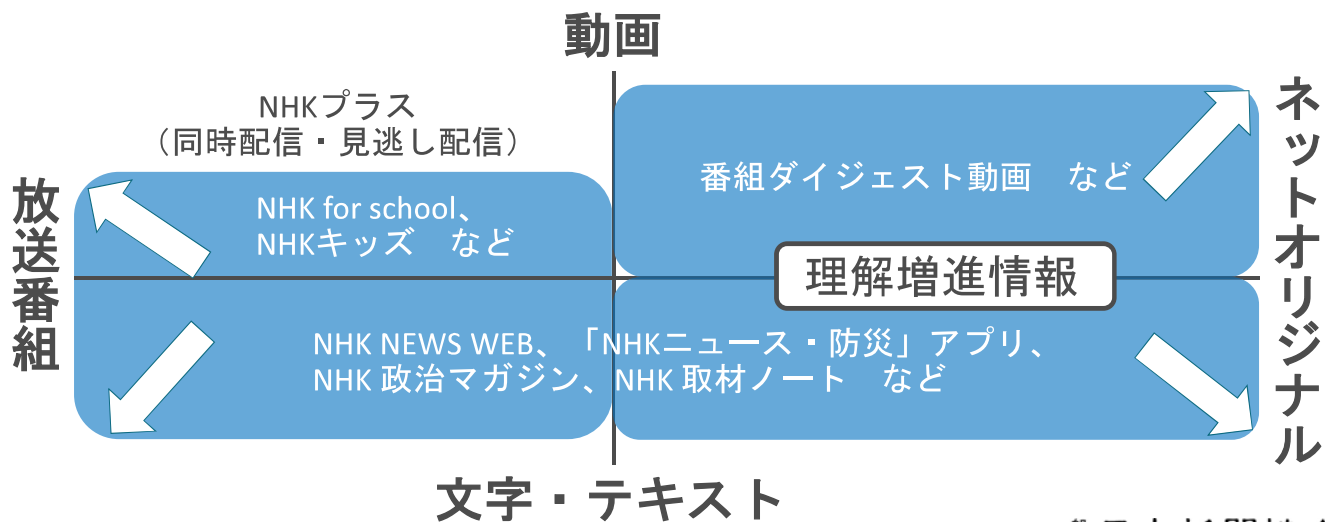 動画
NHKプラス
（同時配信・見逃し配信）
ネットオリジナル
番組ダイジェスト動画　など
放送番組
NHK for school、
NHKキッズ　など
理解増進情報
NHK NEWS WEB、「NHKニュース・防災」アプリ、
NHK 政治マガジン、NHK 取材ノート　など
文字・テキスト